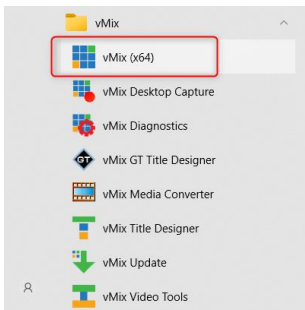 vMix
vMix (x64)
vMix Desktop Capture
vMix Diagnostics
GT
vMix GT Title Designer
vMix Media Converter
vMix Title Designer
vMix Update
vMix Video Tools